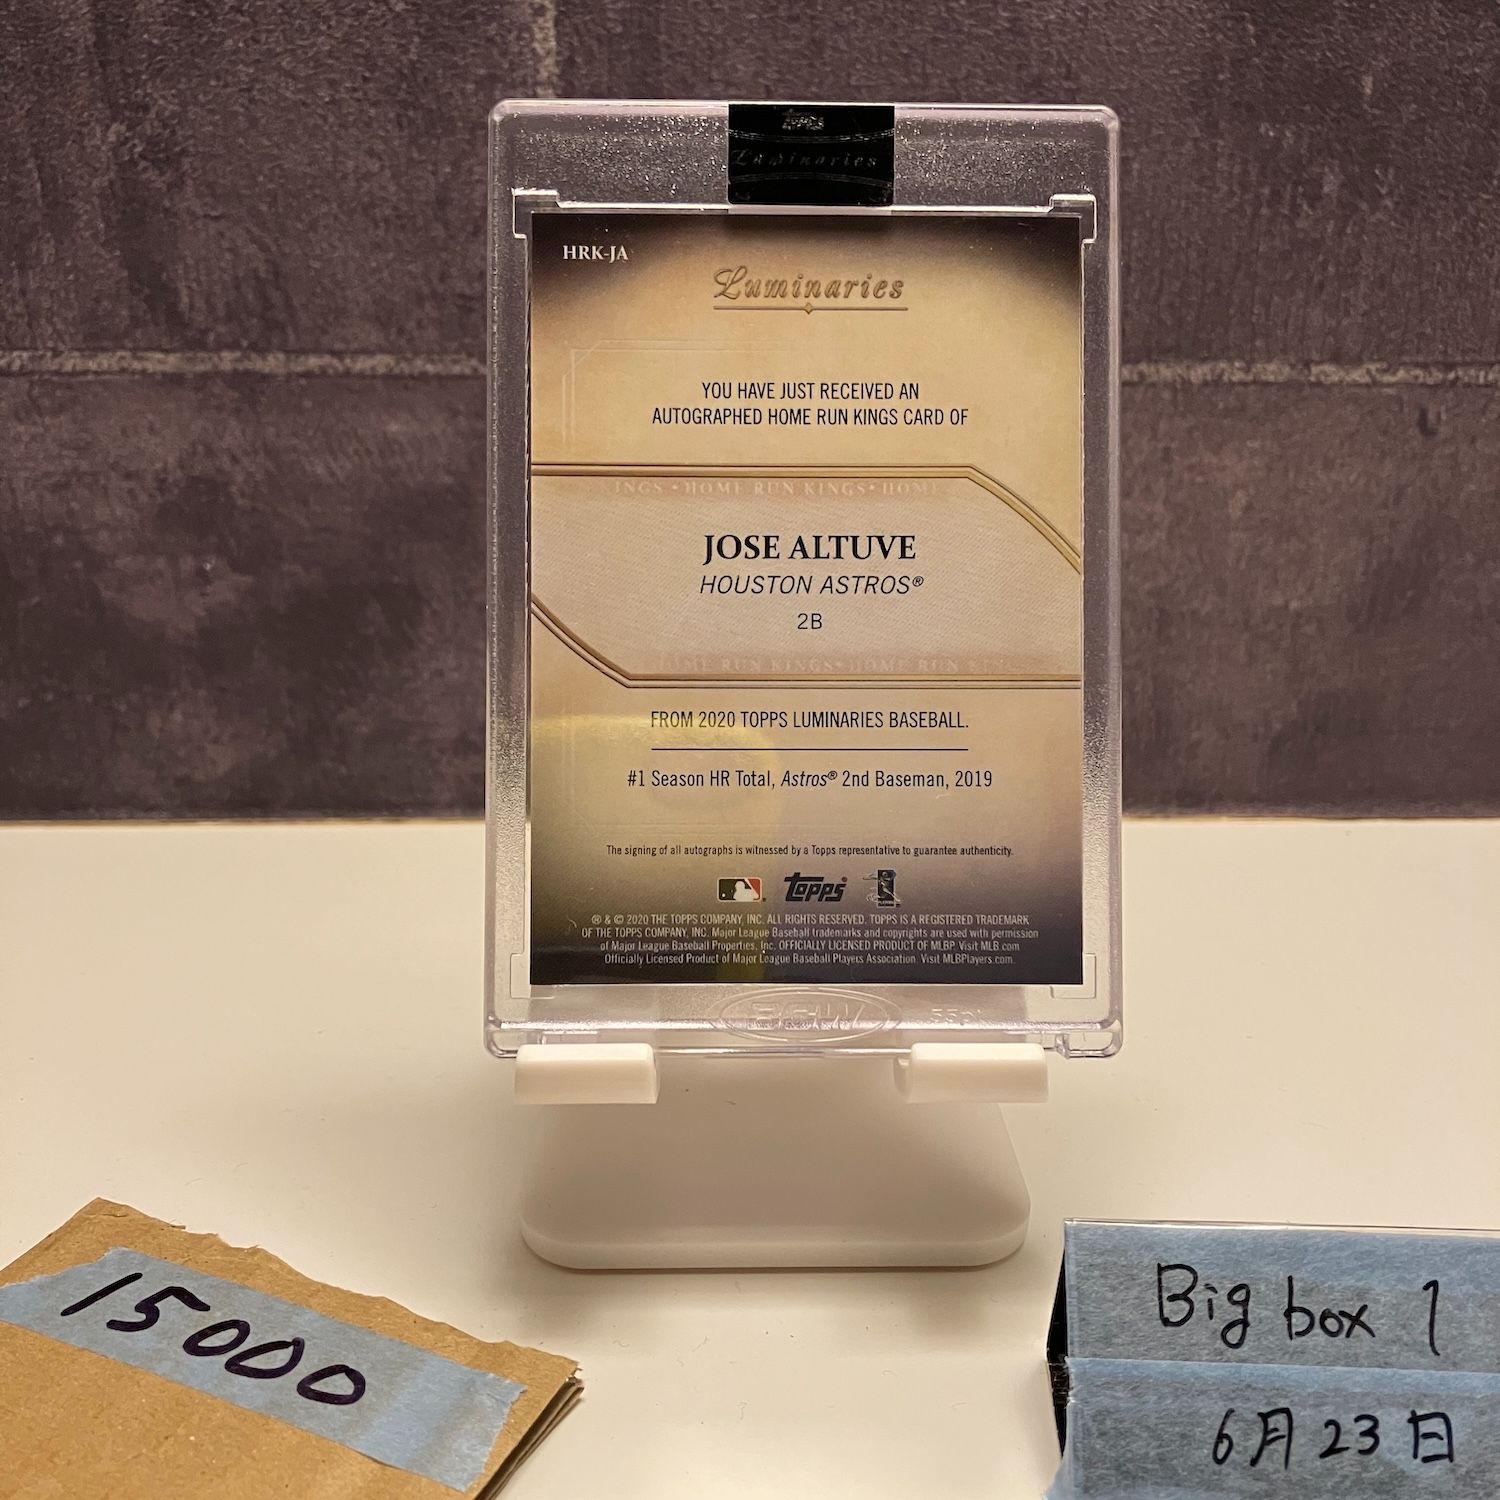 Topps
Luminaries
HRK-JA
Luminaries
YOU HAVE JUST RECEIVED AN
AUTOGRAPHED HOME RUN KINGS CARD OF
INGS • HOME RUN KINGS • HOME
JOSE ALTUVE
HOUSTON ASTROS®
2B
HOME RUN KINGS • HOME RUN KINGS
FROM 2020 TOPPS LUMINARIES BASEBALL.
#1 Season HR Total, Astros® 2nd Baseman, 2019
The signing of all autographs is witnessed by a Topps representative to guarantee authenticity.
Topps®
® & © 2020 THE TOPPS COMPANY, INC. ALL RIGHTS RESERVED. TOPPS IS A REGISTERED TRADEMARK
OF THE TOPPS COMPANY, INC. Major League Baseball trademarks and copyrights are used with permission
of Major League Baseball Properties, Inc. OFFICIALLY LICENSED PRODUCT OF MLBP. Visit MLB.com
Officially Licensed Product of Major League Baseball Players Association. Visit MLBPlayers.com.
15000
Big box 1
6月23日